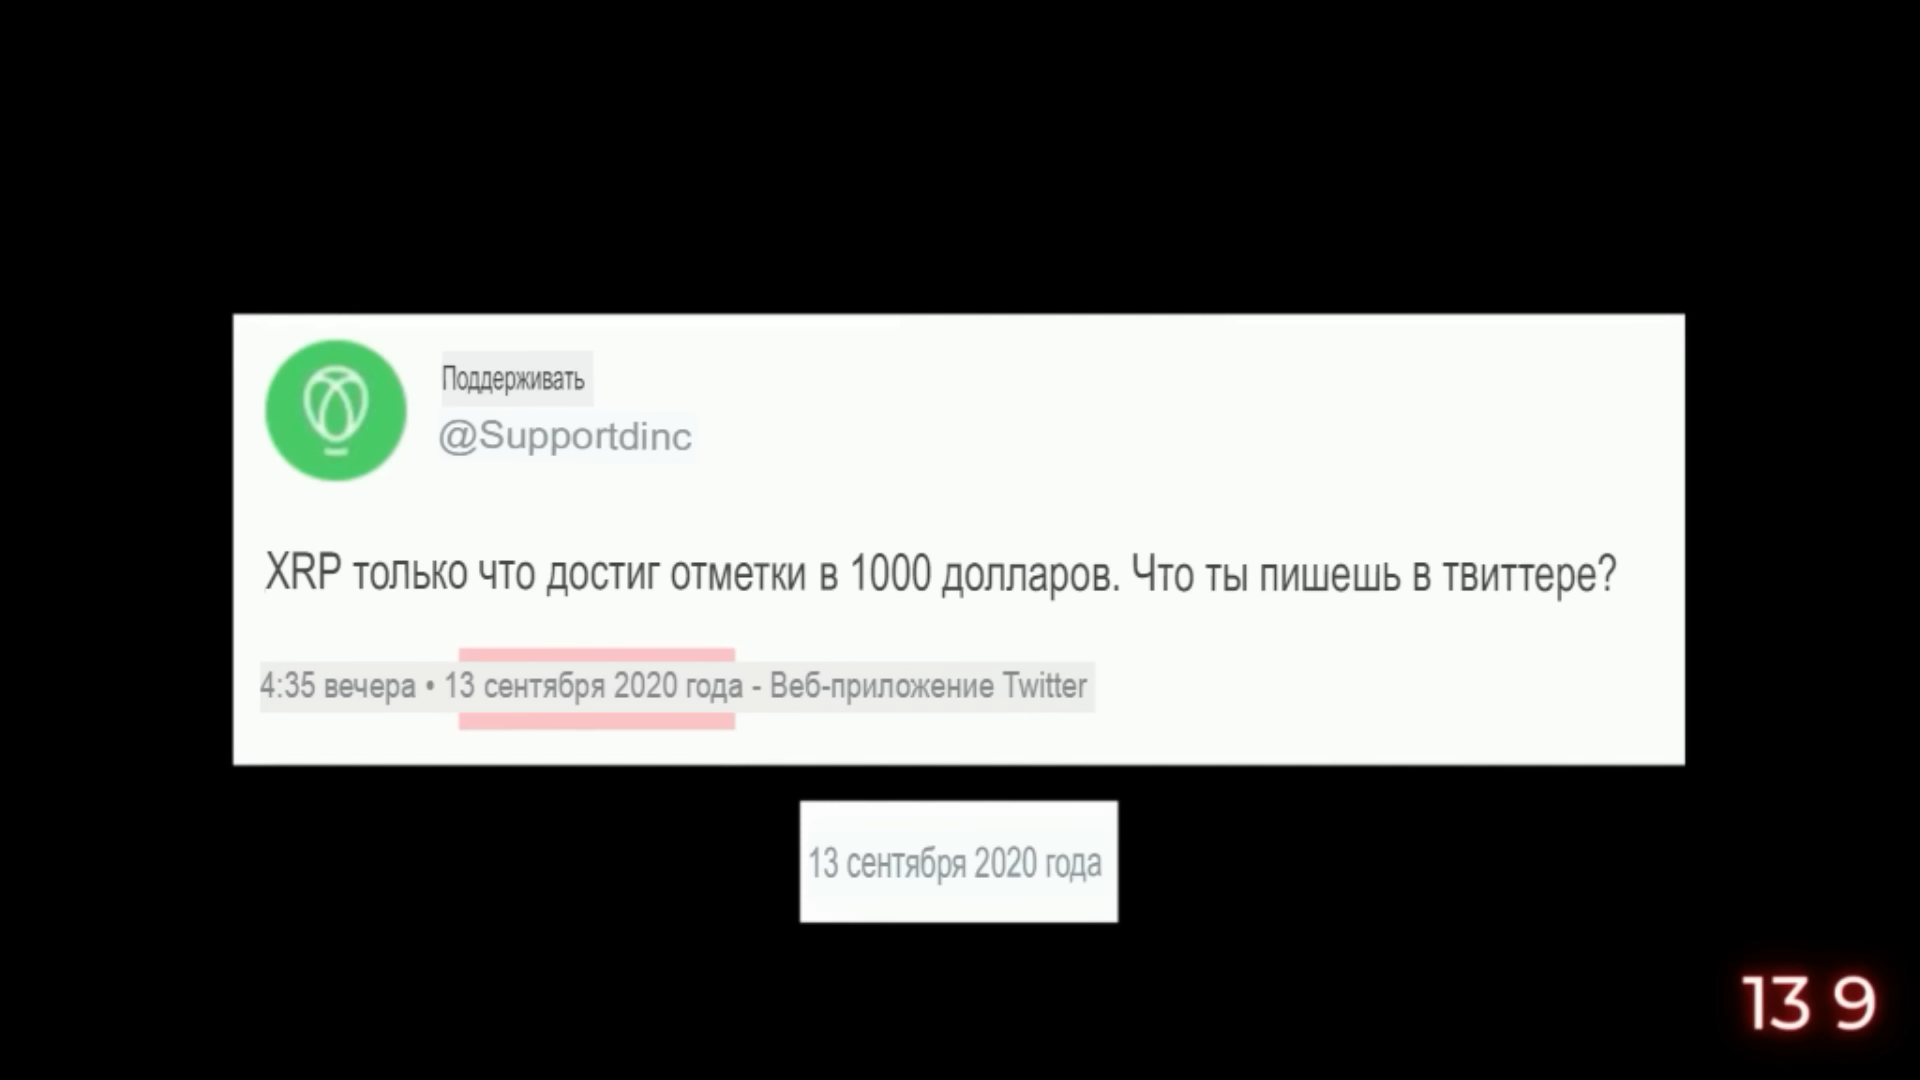 Поддерживать
@Supportdinc
XRP только что достиг отметки в 1000 долларов. Что ты пишешь в твиттере?
4:35 вечера • 13 сентября 2020 года - Веб-приложение Twitter
13 сентября 2020 года
13 9